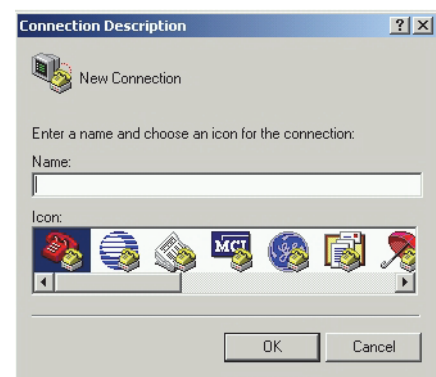 Connection Description
New Connection
Enter a name and choose an icon for the connection:
Name:
Icon:
MCI
OK Cancel